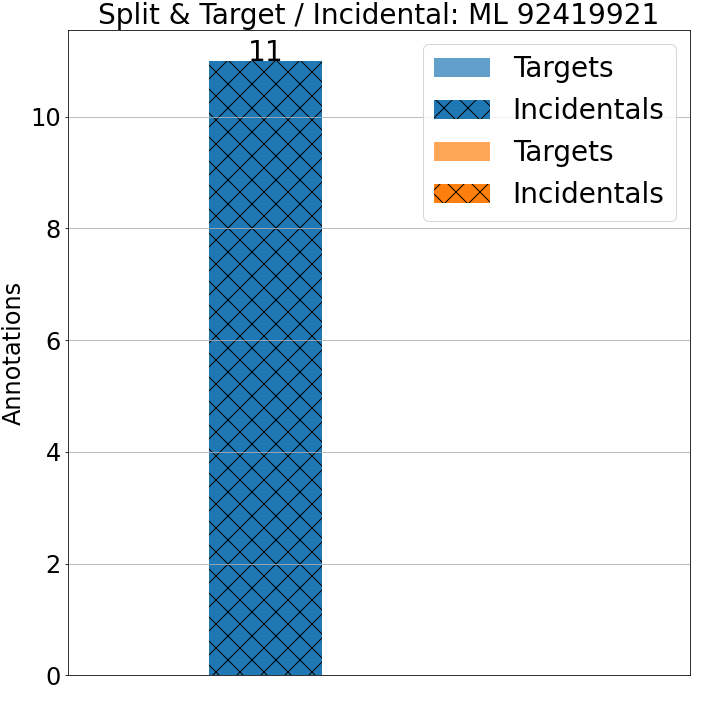 Split & Target / Incidental: ML 92419921
11
Targets
Incidentals
Targets
Incidentals
10
8
6
4
2
0
Annotations